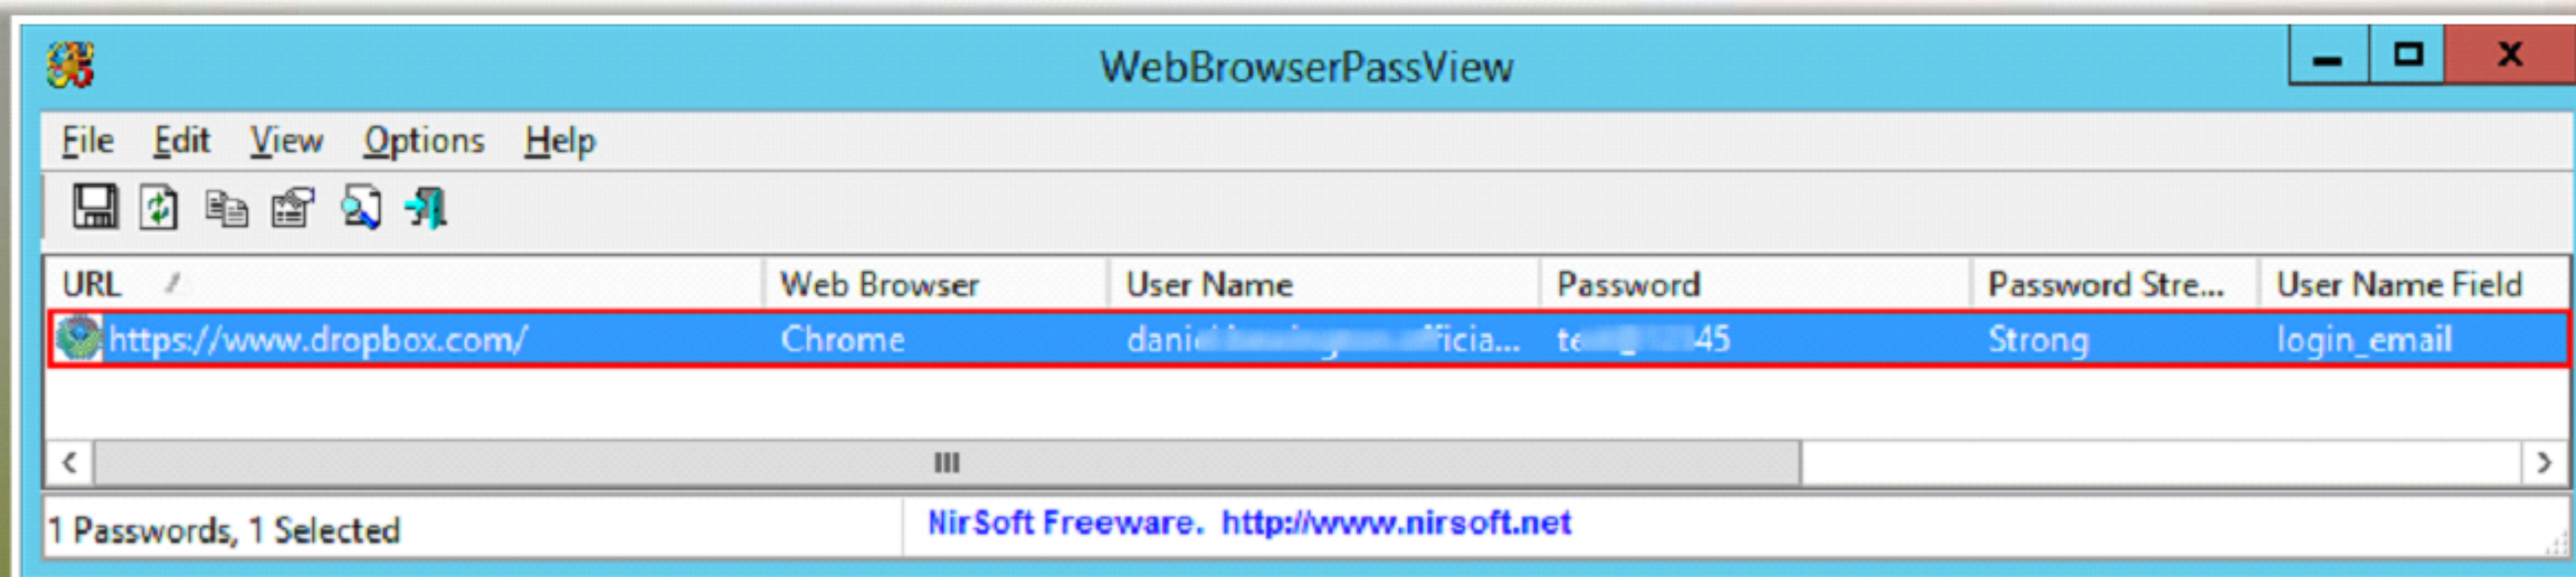 WebBrowserPassView
File Edit View Options Help
URL Web Browser User Name Password Password Stre... User Name Field
https://www.dropbox.com/ Chrome Strong login_email
1 Passwords, 1 Selected NirSoft Freeware. http://www.nirsoft.net